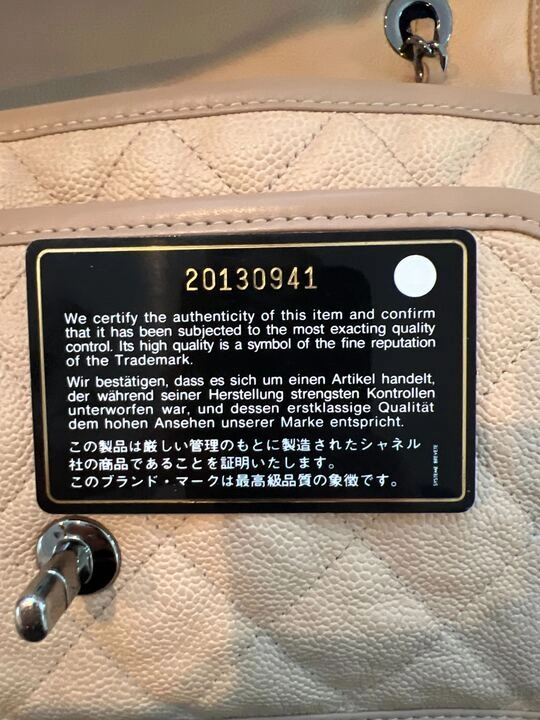 20130941
We certify the authenticity of this item and confirm
that it has been subjected to the most exacting quality
control. Its high quality is a symbol of the fine reputation
of the Trademark.
Wir bestätigen, dass es sich um einen Artikel handelt,
der während seiner Herstellung strengsten Kontrollen
unterworfen war, und dessen erstklassige Qualität
dem hohen Ansehen unserer Marke entspricht.
この製品は厳しい管理のもとに製造されたシャネル
社の商品であることを証明いたします。
このブランド・マークは最高級品質の象徴です。
SYSTEME BREVETE